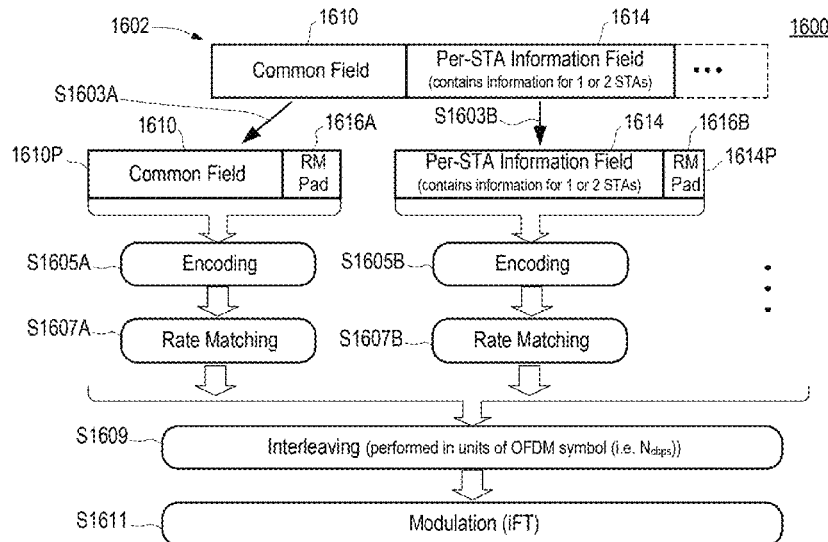 1602
1610
1614
1600
Common Field
Per-STA Information Field
(contains information for 1 or 2 STAs)
S1603A
S1603B
1610
1616A
1614
1616B
1610P
Common Field
RM
Pad
Per-STA Information Field
(contains information for 1 or 2 STAs)
RM
Pad
1614P
S1605A
Encoding
S1605B
Encoding
S1607A
Rate Matching
S1607B
Rate Matching
S1609
Interleaving (performed in units of OFDM symbol (i.e. Ncbps))
S1611
Modulation (iFT)